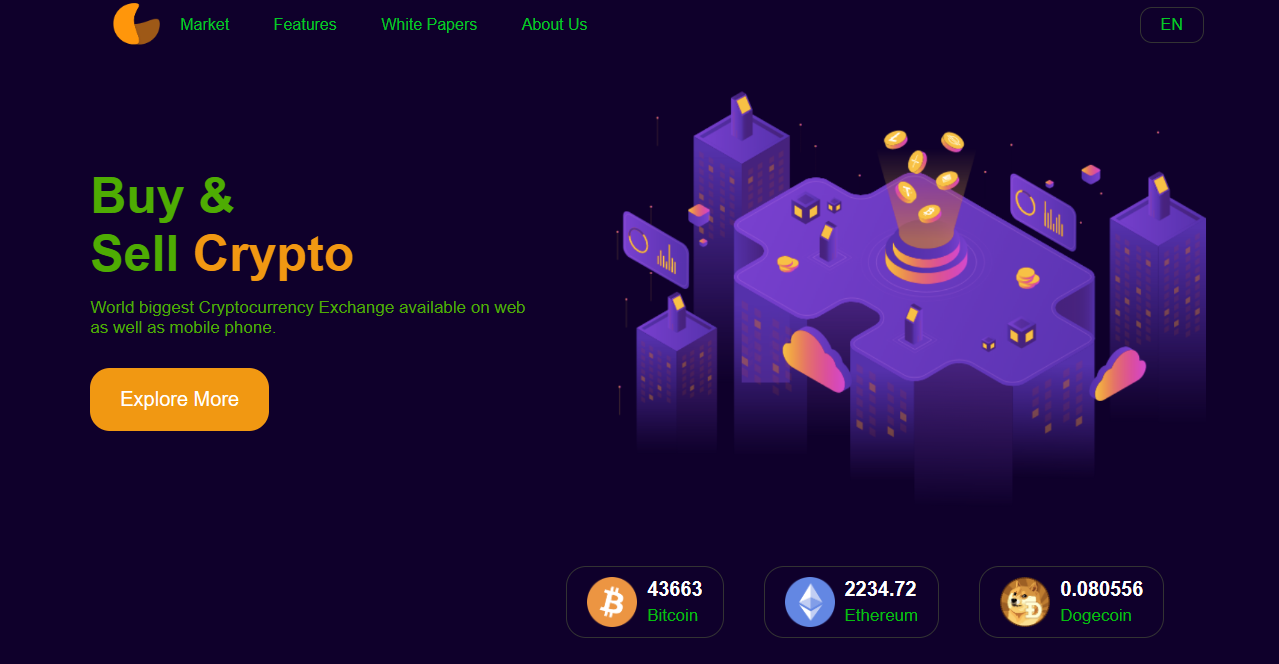 Market
Features
White Papers
About Us
EN
Buy &
Sell Crypto
World biggest Cryptocurrency Exchange available on web
as well as mobile phone.
Explore More
43663
Bitcoin
2234.72
Ethereum
0.080556
Dogecoin